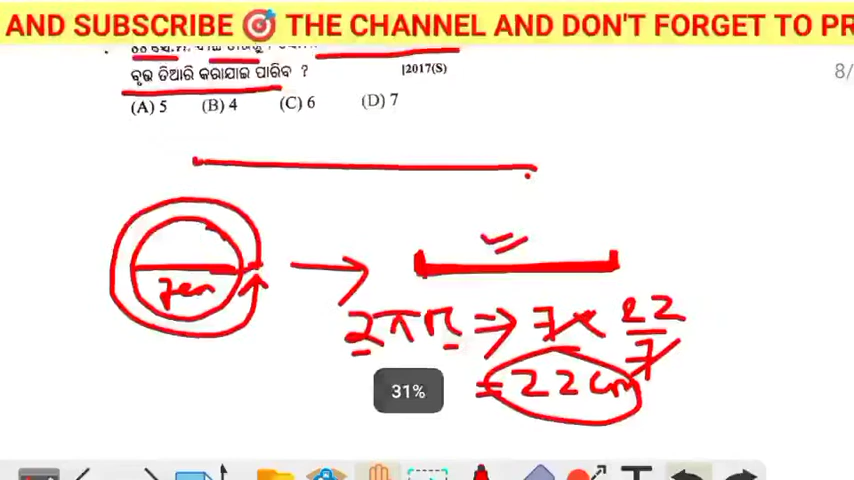 AND SUBSCRIBE 🎯 THE CHANNEL AND DON'T FORGET TO PR
ବୃତ୍ତ ତିଆରି କରାଯାଇ ପାରିବ ? [2017(S)
8/
(A) 5 (B) 4 (C) 6 (D) 7
7cm
2πr ⇒ 7 × 22/7
= 22 cm
31%